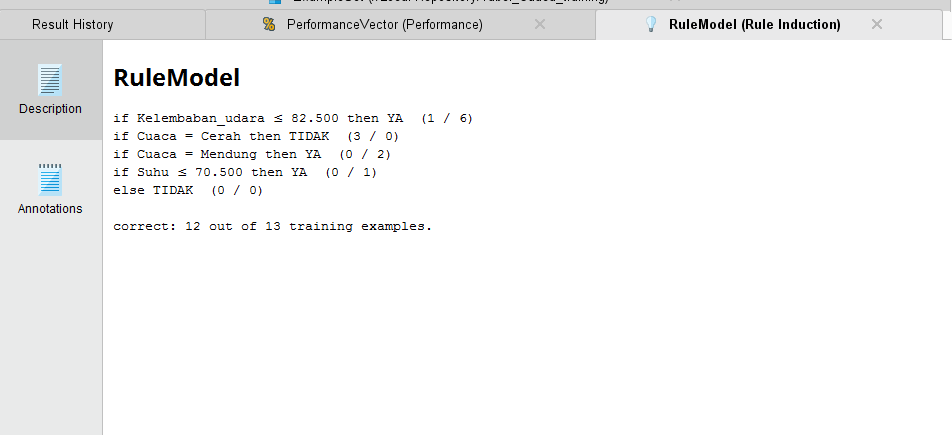 Result History
PerformanceVector (Performance)
RuleModel (Rule Induction)
Description
Annotations
RuleModel
if Kelembaban_udara ≤ 82.500 then YA (1 / 6)
if Cuaca = Cerah then TIDAK (3 / 0)
if Cuaca = Mendung then YA (0 / 2)
if Suhu ≤ 70.500 then YA (0 / 1)
else TIDAK (0 / 0)
correct: 12 out of 13 training examples.